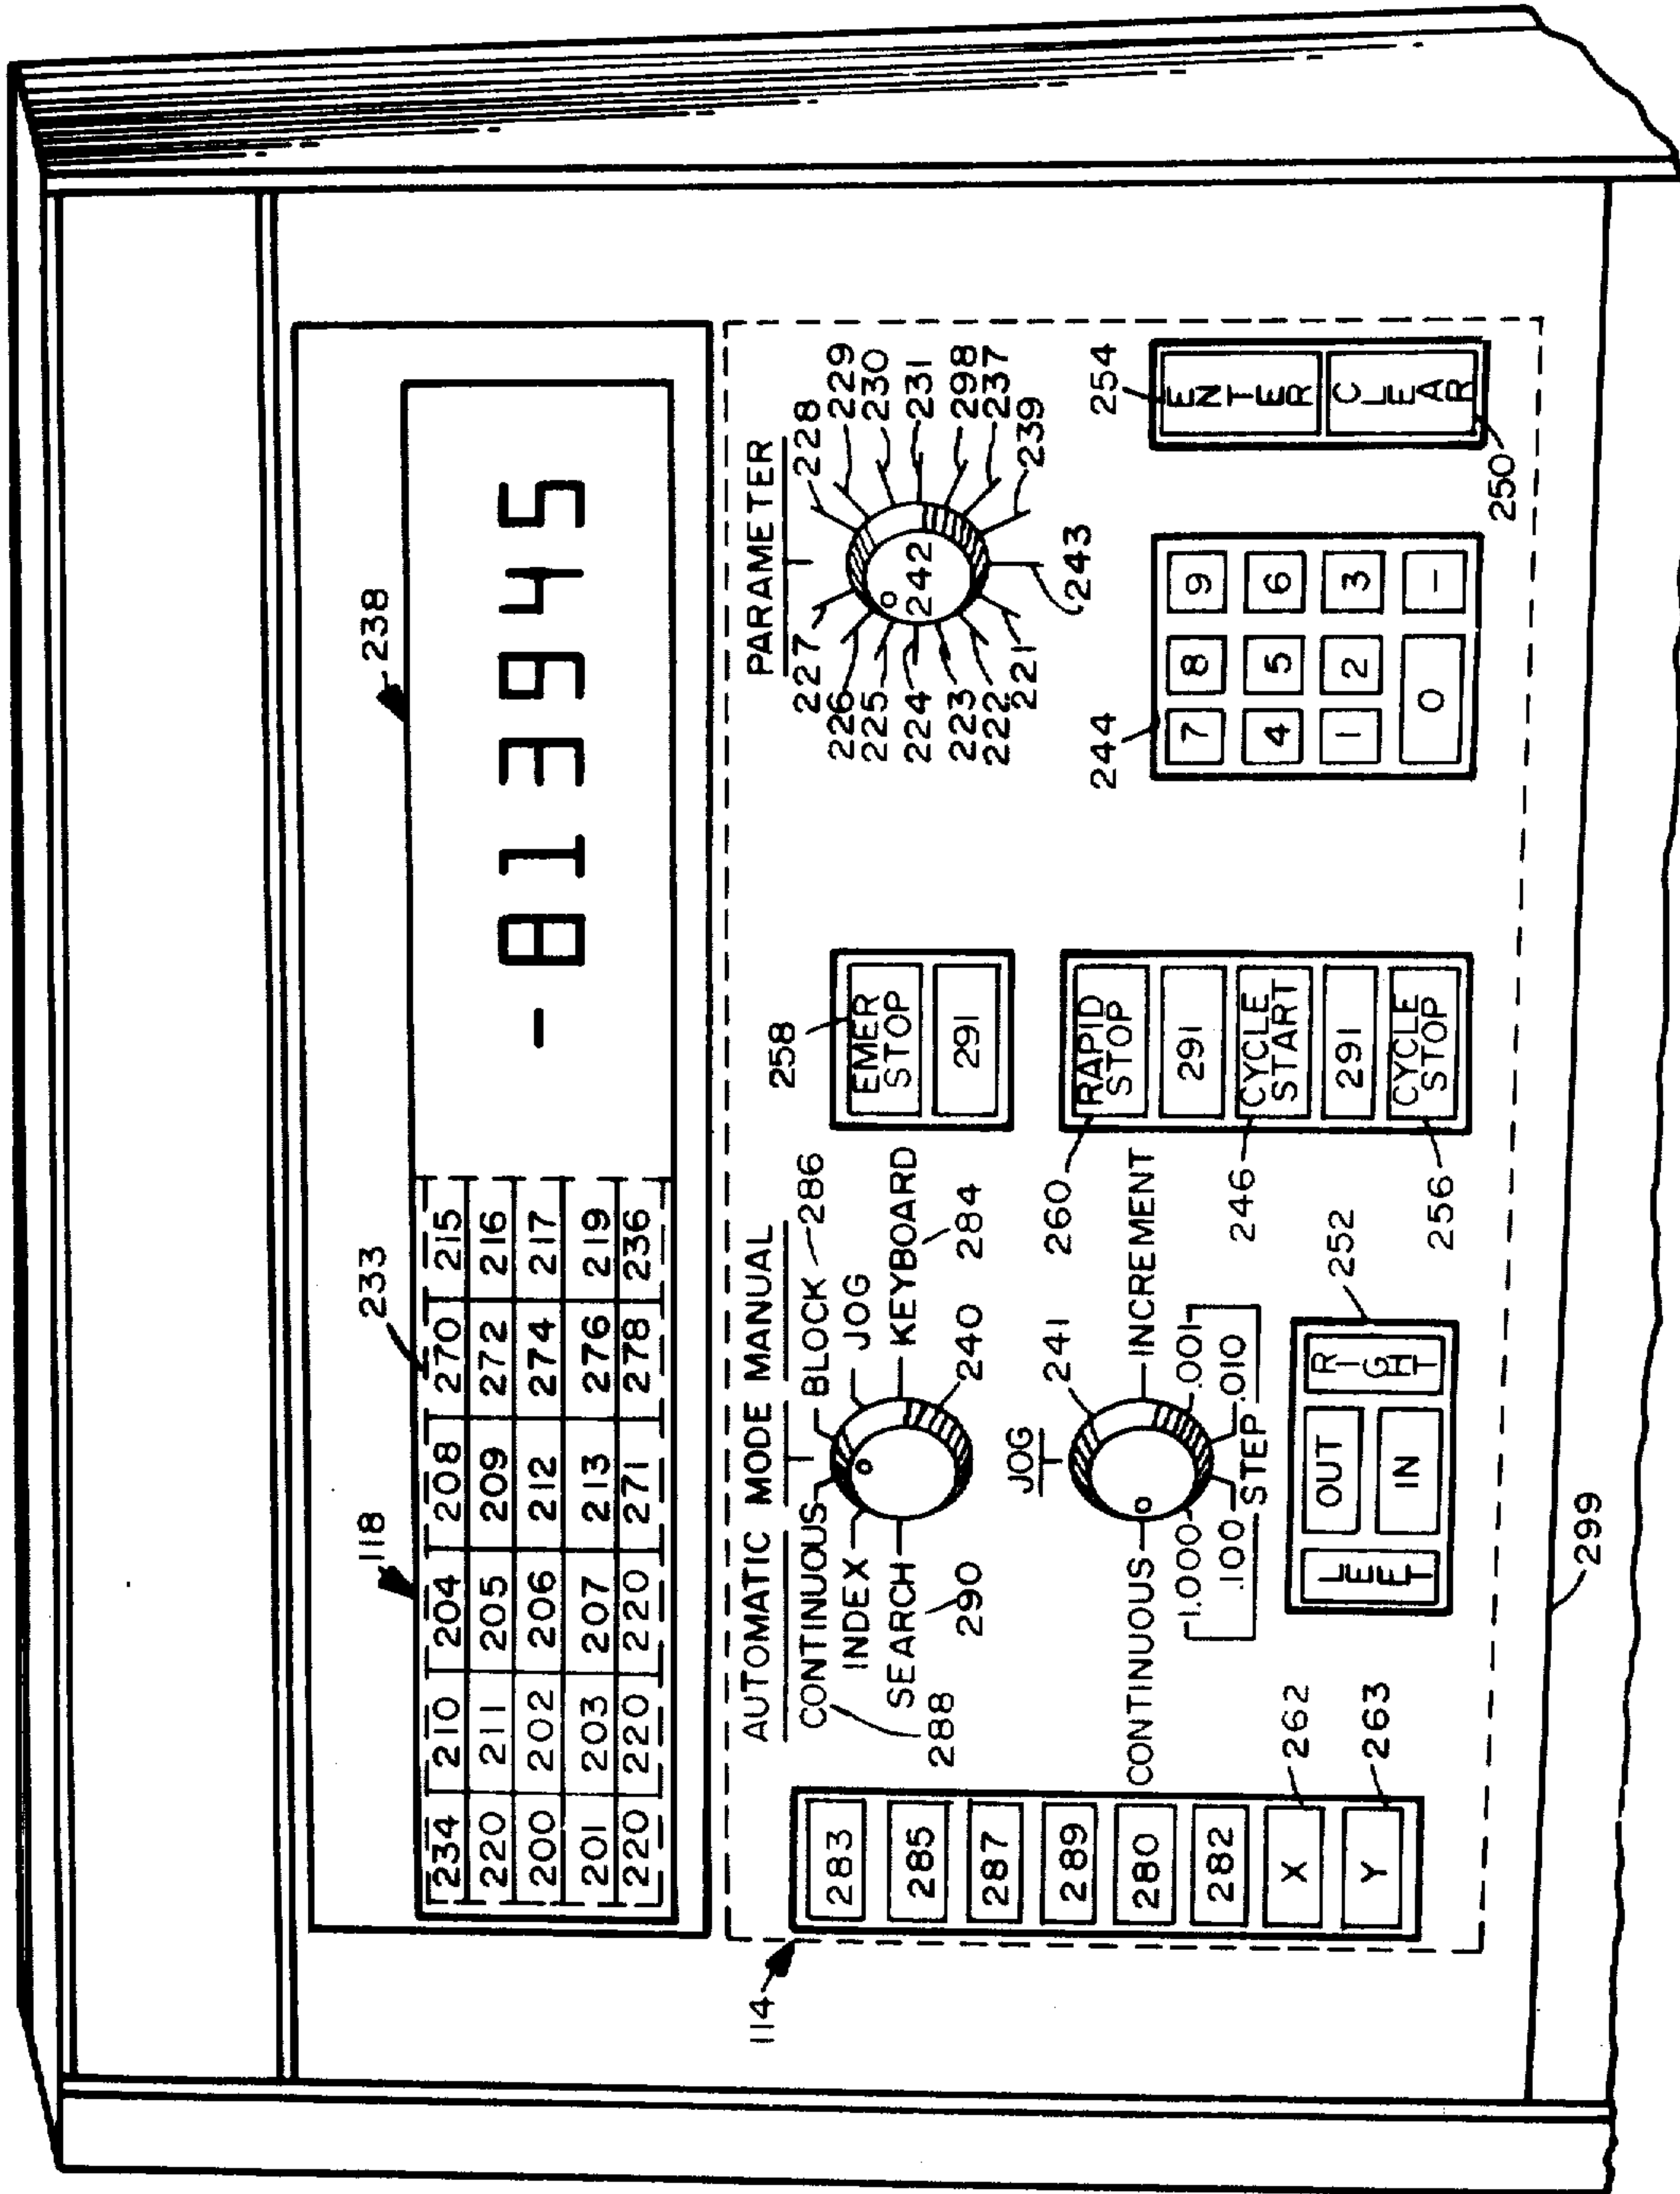 118
233
238
234 210 204 208 270 215
220 211 205 209 272 216
200 202 206 212 274 217
201 203 207 213 276 219
220 220 220 271 278 236
- 813945
114
283
285
287
289
280
282
X
Y
262
263
AUTOMATIC MODE MANUAL
CONTINUOUS
BLOCK
286
INDEX
JOG
SEARCH
KEYBOARD
288
290
240
284
JOG
241
CONTINUOUS
INCREMENT
1.000
.001
.100
.010
STEP
LEFT
OUT
IN
RIGHT
252
258
EMER
STOP
291
260
RAPID
STOP
291
CYCLE
START
291
CYCLE
STOP
246
256
PARAMETER
227
228
226
229
225
230
224
242
231
223
298
222
237
221
239
243
244
7 8 9
4 5 6
1 2 3
0 -
254
ENTER
CLEAR
250
299